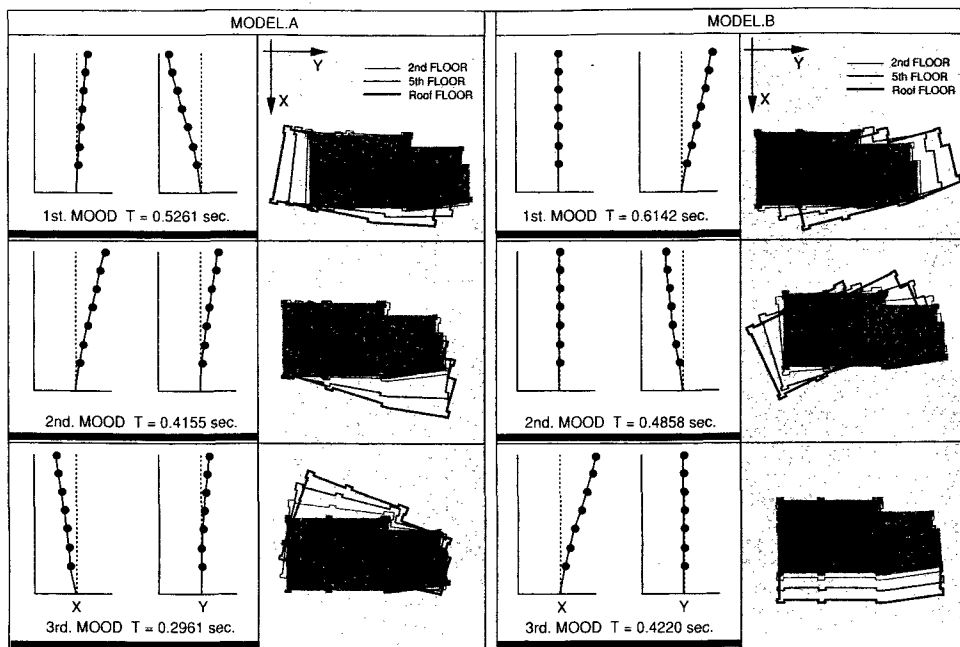 MODEL.A
Y
X
2nd FLOOR
5th FLOOR
Roof FLOOR
1st. MOOD T = 0.5261 sec.
2nd. MOOD T = 0.4155 sec.
X
Y
3rd. MOOD T = 0.2961 sec.
MODEL.B
Y
X
2nd FLOOR
5th FLOOR
Roof FLOOR
1st. MOOD T = 0.6142 sec.
2nd. MOOD T = 0.4858 sec.
X
Y
3rd. MOOD T = 0.4220 sec.